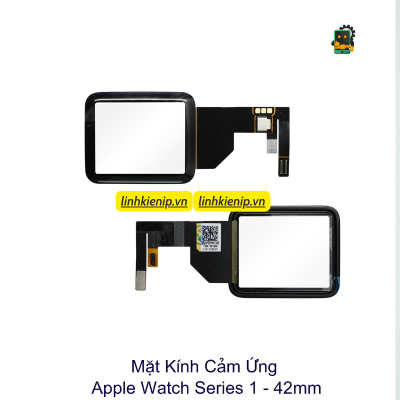 linhkienip.vn linhkienip.vn
Mặt Kính Cảm Ứng
Apple Watch Series 1 - 42mm